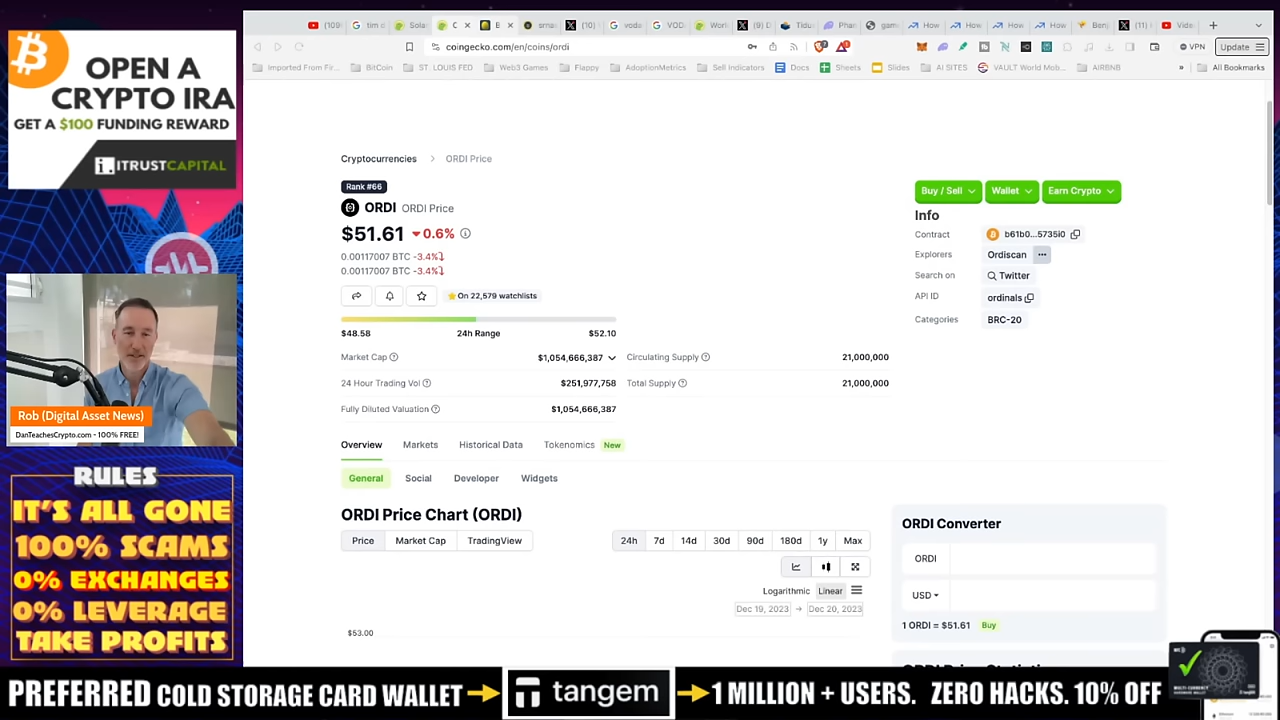 OPEN A
CRYPTO IRA
GET A $100 FUNDING REWARD
ITRUSTCAPITAL
Rob (Digital Asset News)
DanTeachesCrypto.com - 100% FREE!
RULES
IT'S ALL GONE
100% SCAMS
0% EXCHANGES
0% LEVERAGE
TAKE PROFITS
coingecko.com/en/coins/ordi
VPN
Update
Imported From Fir...
BitCoin
ST. LOUIS FED
Web3 Games
Flappy
AdoptionMetrics
Sell Indicators
Docs
Sheets
Slides
AI SITES
VAULT World Mob...
AIRBNB
»
All Bookmarks
Cryptocurrencies > ORDI Price
Rank #66
ORDI ORDI Price
$51.61 0.6%
0.00117007 BTC -3.4%
0.00117007 BTC -3.4%
On 22,579 watchlists
$48.58 24h Range $52.10
Market Cap $1,054,666,387
Circulating Supply 21,000,000
24 Hour Trading Vol $251,977,758
Total Supply 21,000,000
Fully Diluted Valuation $1,054,666,387
Buy / Sell Wallet Earn Crypto
Info
Contract b61b0...5735i0
Explorers Ordiscan
Search on Twitter
API ID ordinals
Categories BRC-20
Overview Markets Historical Data Tokenomics New
General Social Developer Widgets
ORDI Price Chart (ORDI)
Price Market Cap TradingView
24h 7d 14d 30d 90d 180d 1y Max
Logarithmic Linear
Dec 19, 2023 → Dec 20, 2023
$53.00
ORDI Converter
ORDI
USD
1 ORDI = $51.61 Buy
PREFERRED COLD STORAGE CARD WALLET
tangem
1 MILLION + USERS. ZERO HACKS. 10% OFF